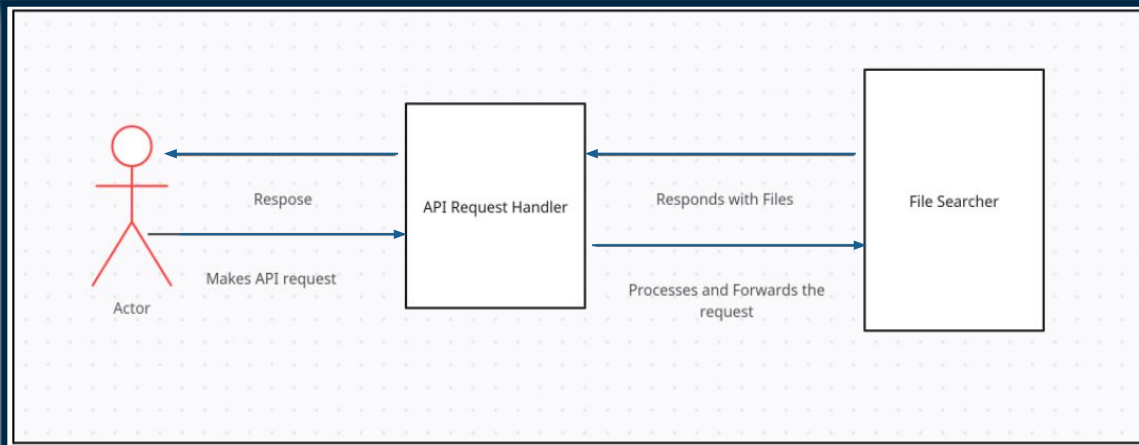 Respose
Makes API request
Actor
API Request Handler
Responds with Files
Processes and Forwards the
request
File Searcher